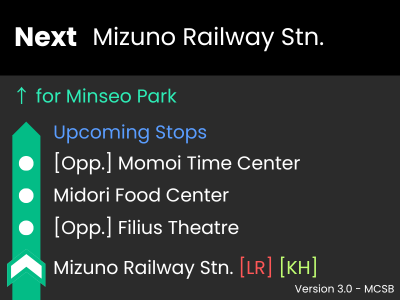 Next Mizuno Railway Stn.
↑ for Minseo Park
Upcoming Stops
[Opp.] Momoi Time Center
Midori Food Center
[Opp.] Filius Theatre
Mizuno Railway Stn. [LR] [KH]
Version 3.0 - MCSB